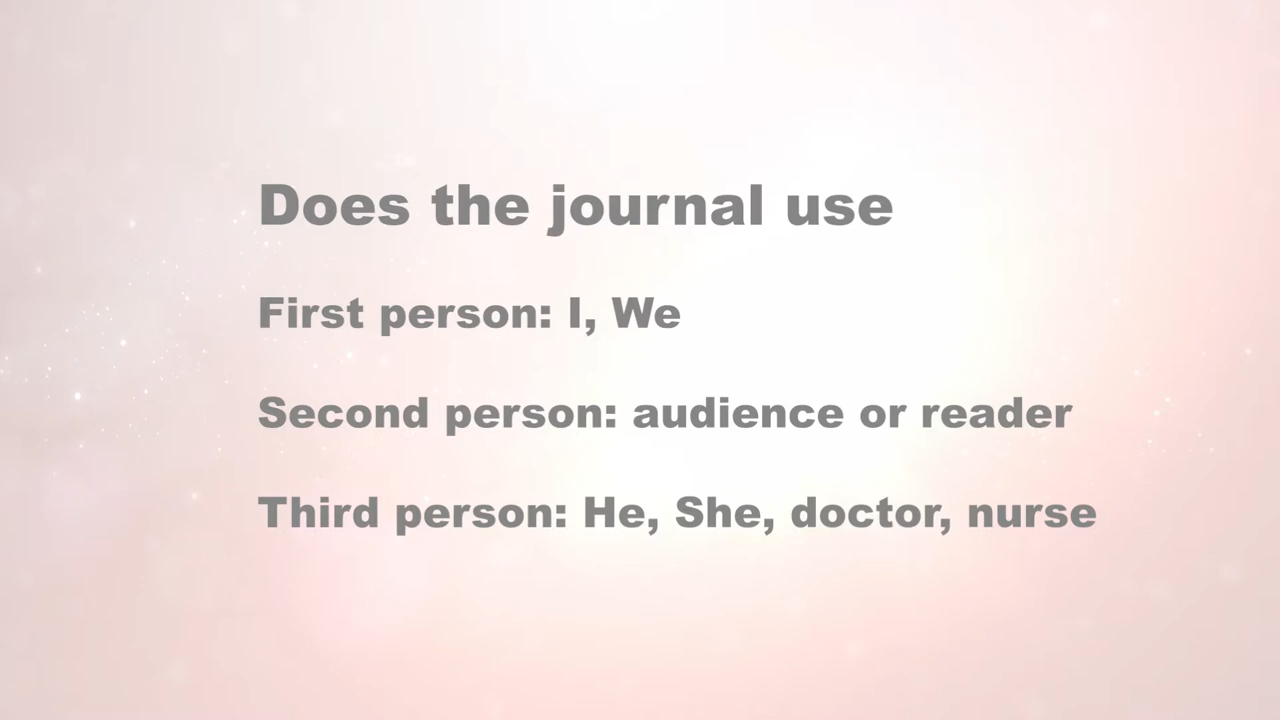 Does the journal use
First person: I, We
Second person: audience or reader
Third person: He, She, doctor, nurse